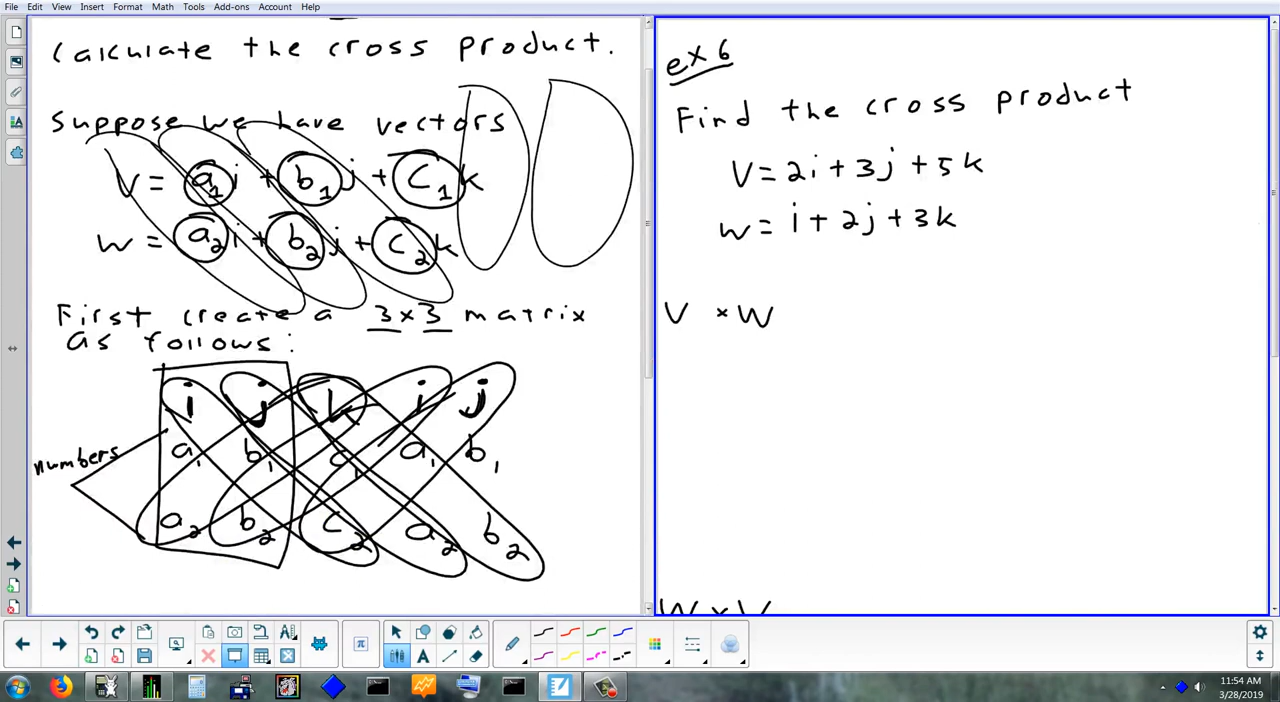 File Edit View Insert Format Math Tools Add-ons Account Help
Calculate the cross product.
Suppose we have vectors
V = a₁i + b₁j + C₁k
w = a₂i + b₂j + C₂k
First create a 3×3 matrix
as follows:
i j k i j
numbers
a₁ b₁ c₁ a₁ b₁
a₂ b₂ c₂ a₂ b₂
ex 6
Find the cross product
V = 2i + 3j + 5k
w = i + 2j + 3k
V × W
W × V
A
π
11:54 AM
3/28/2019